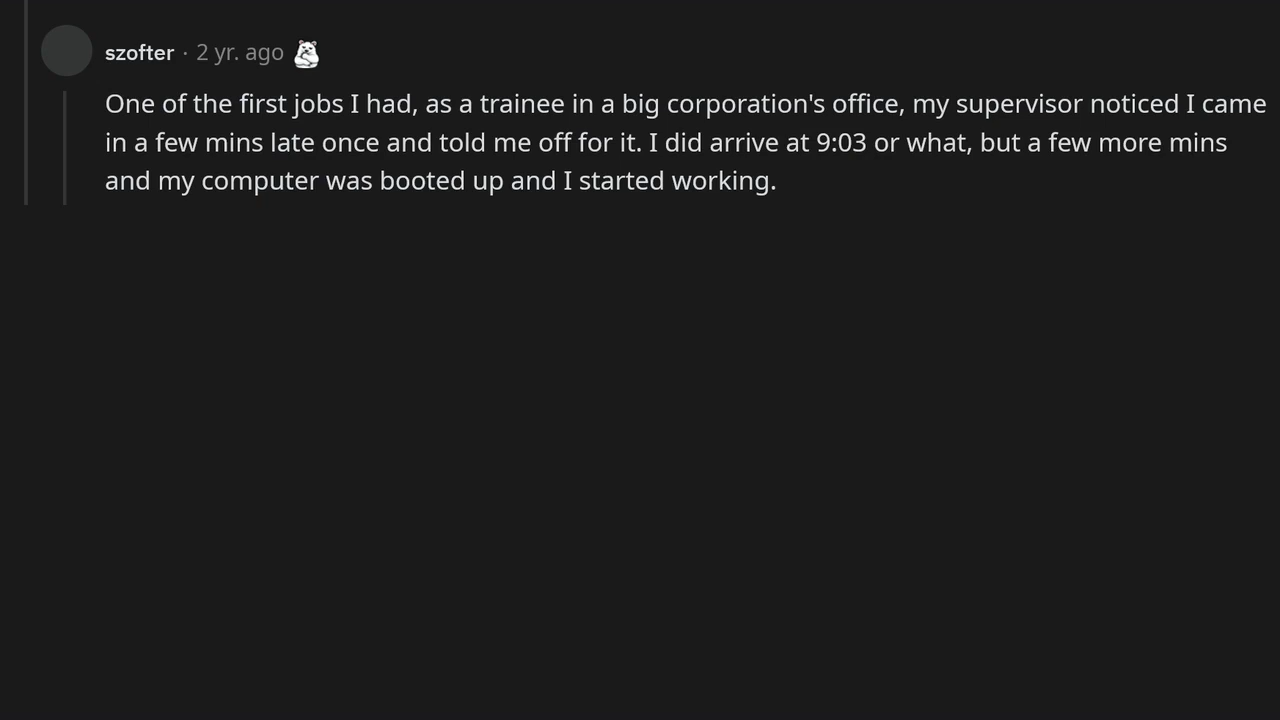 szofter · 2 yr. ago
One of the first jobs I had, as a trainee in a big corporation's office, my supervisor noticed I came
in a few mins late once and told me off for it. I did arrive at 9:03 or what, but a few more mins
and my computer was booted up and I started working.